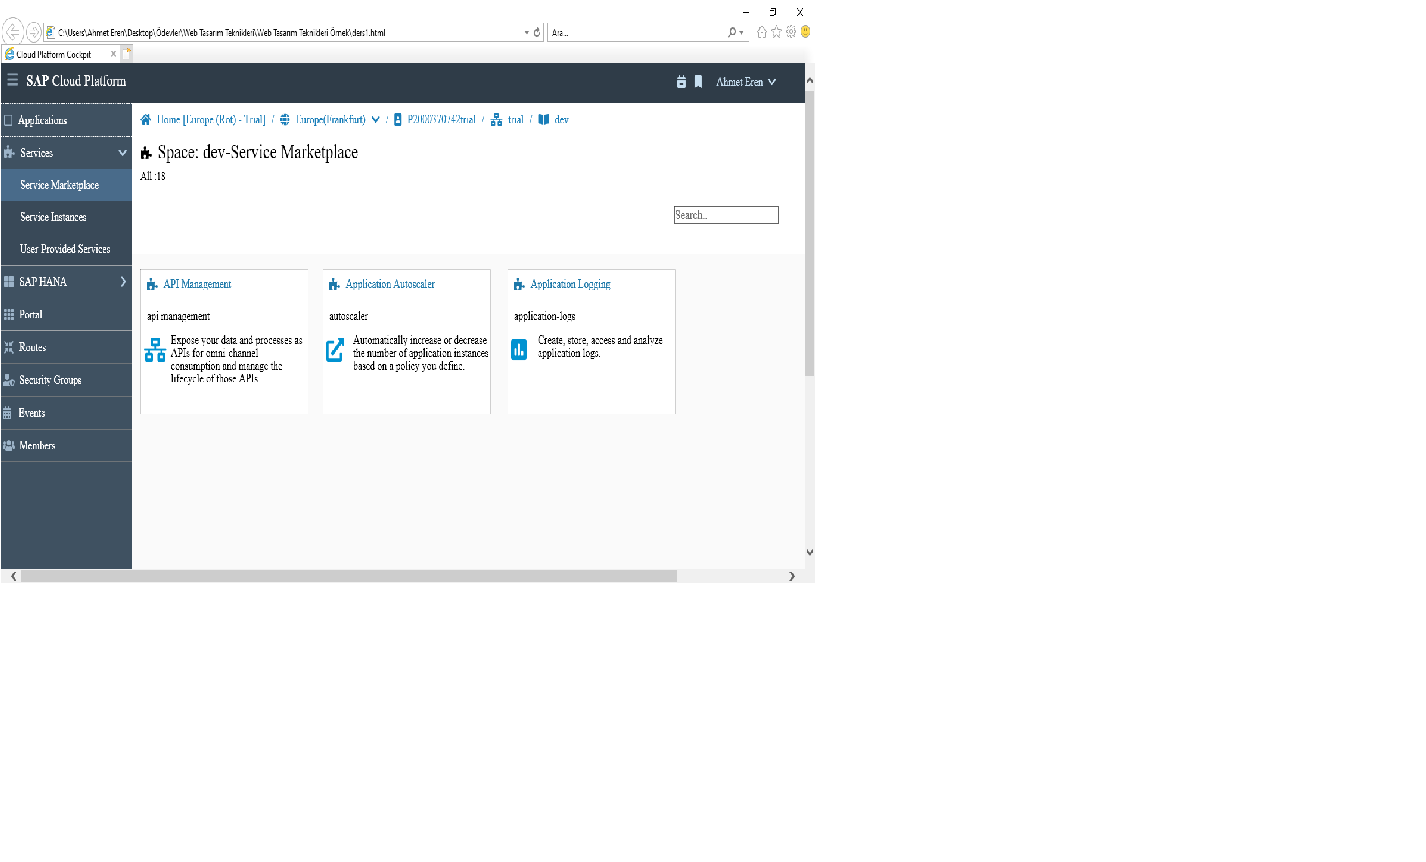 C:\Users\Ahmet Eren\Desktop\Ödevler\Web Tasarım Teknikleri\Web Tasarım Teknikleri Örnek\ders1.html
Ara...
Cloud Platform Cockpit
SAP Cloud Platform
Ahmet Eren
Applications
Services
Service Marketplace
Service Instances
User Provided Services
SAP HANA
Portal
Routes
Security Groups
Events
Members
Home [Europe (Rot) - Trial] / Europe(Frankfurt) / P2000370742trial / trial / dev
Space: dev-Service Marketplace
All :18
Search..
API Management
api management
Expose your data and processes as
APIs for omni channel
consumption and manage the
lifecycle of those APIs
Application Autoscaler
autoscaler
Automatically increase or decrease
the number of application instances
based on a policy you define.
Application Logging
application-logs
Create, store, access and analyze
application logs.